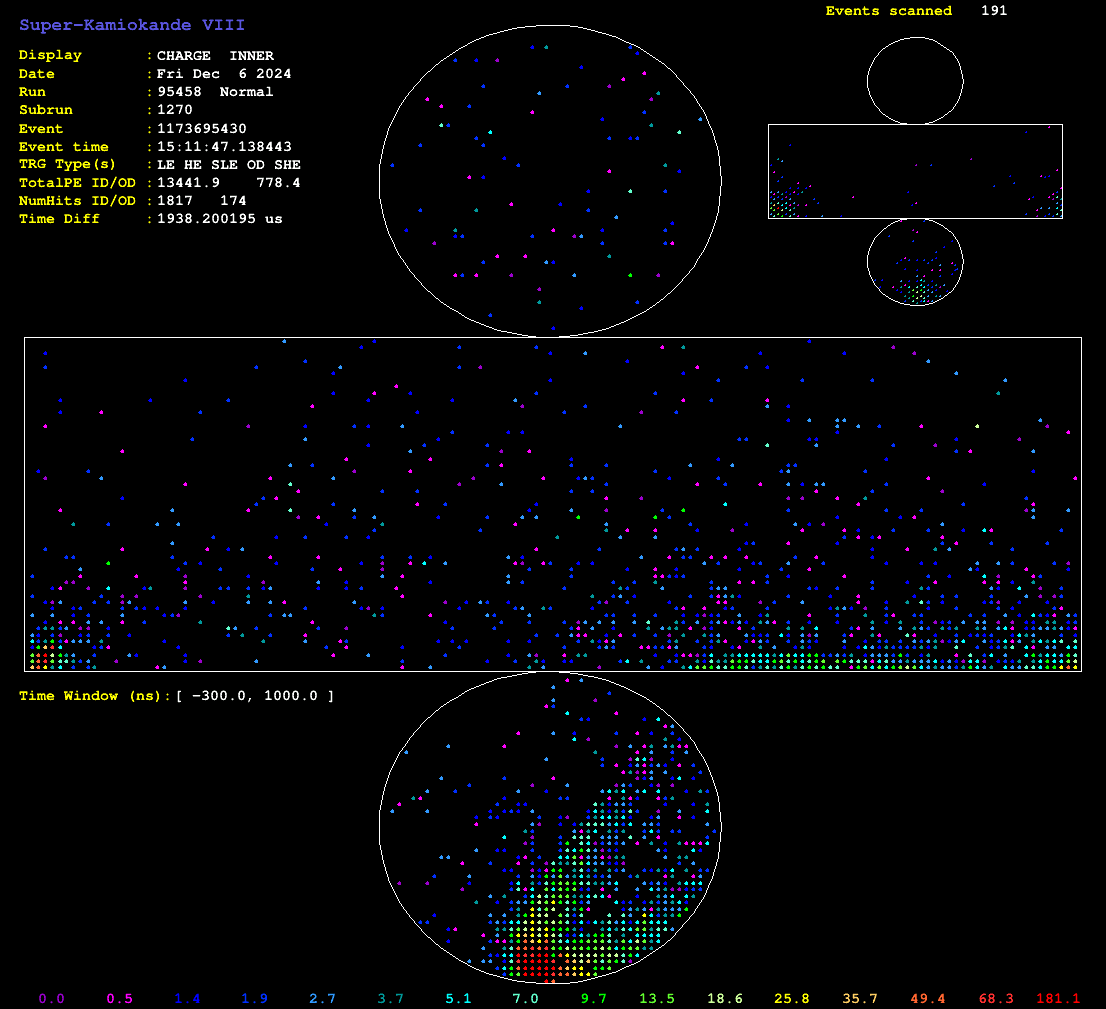 Super-Kamiokande VIII
Events scanned 191
Display : CHARGE INNER
Date : Fri Dec 6 2024
Run : 95458 Normal
Subrun : 1270
Event : 1173695430
Event time : 15:11:47.138443
TRG Type(s) : LE HE SLE OD SHE
TotalPE ID/OD : 13441.9 778.4
NumHits ID/OD : 1817 174
Time Diff : 1938.200195 us
Time Window (ns): [ -300.0, 1000.0 ]
0.0 0.5 1.4 1.9 2.7 3.7 5.1 7.0 9.7 13.5 18.6 25.8 35.7 49.4 68.3 181.1